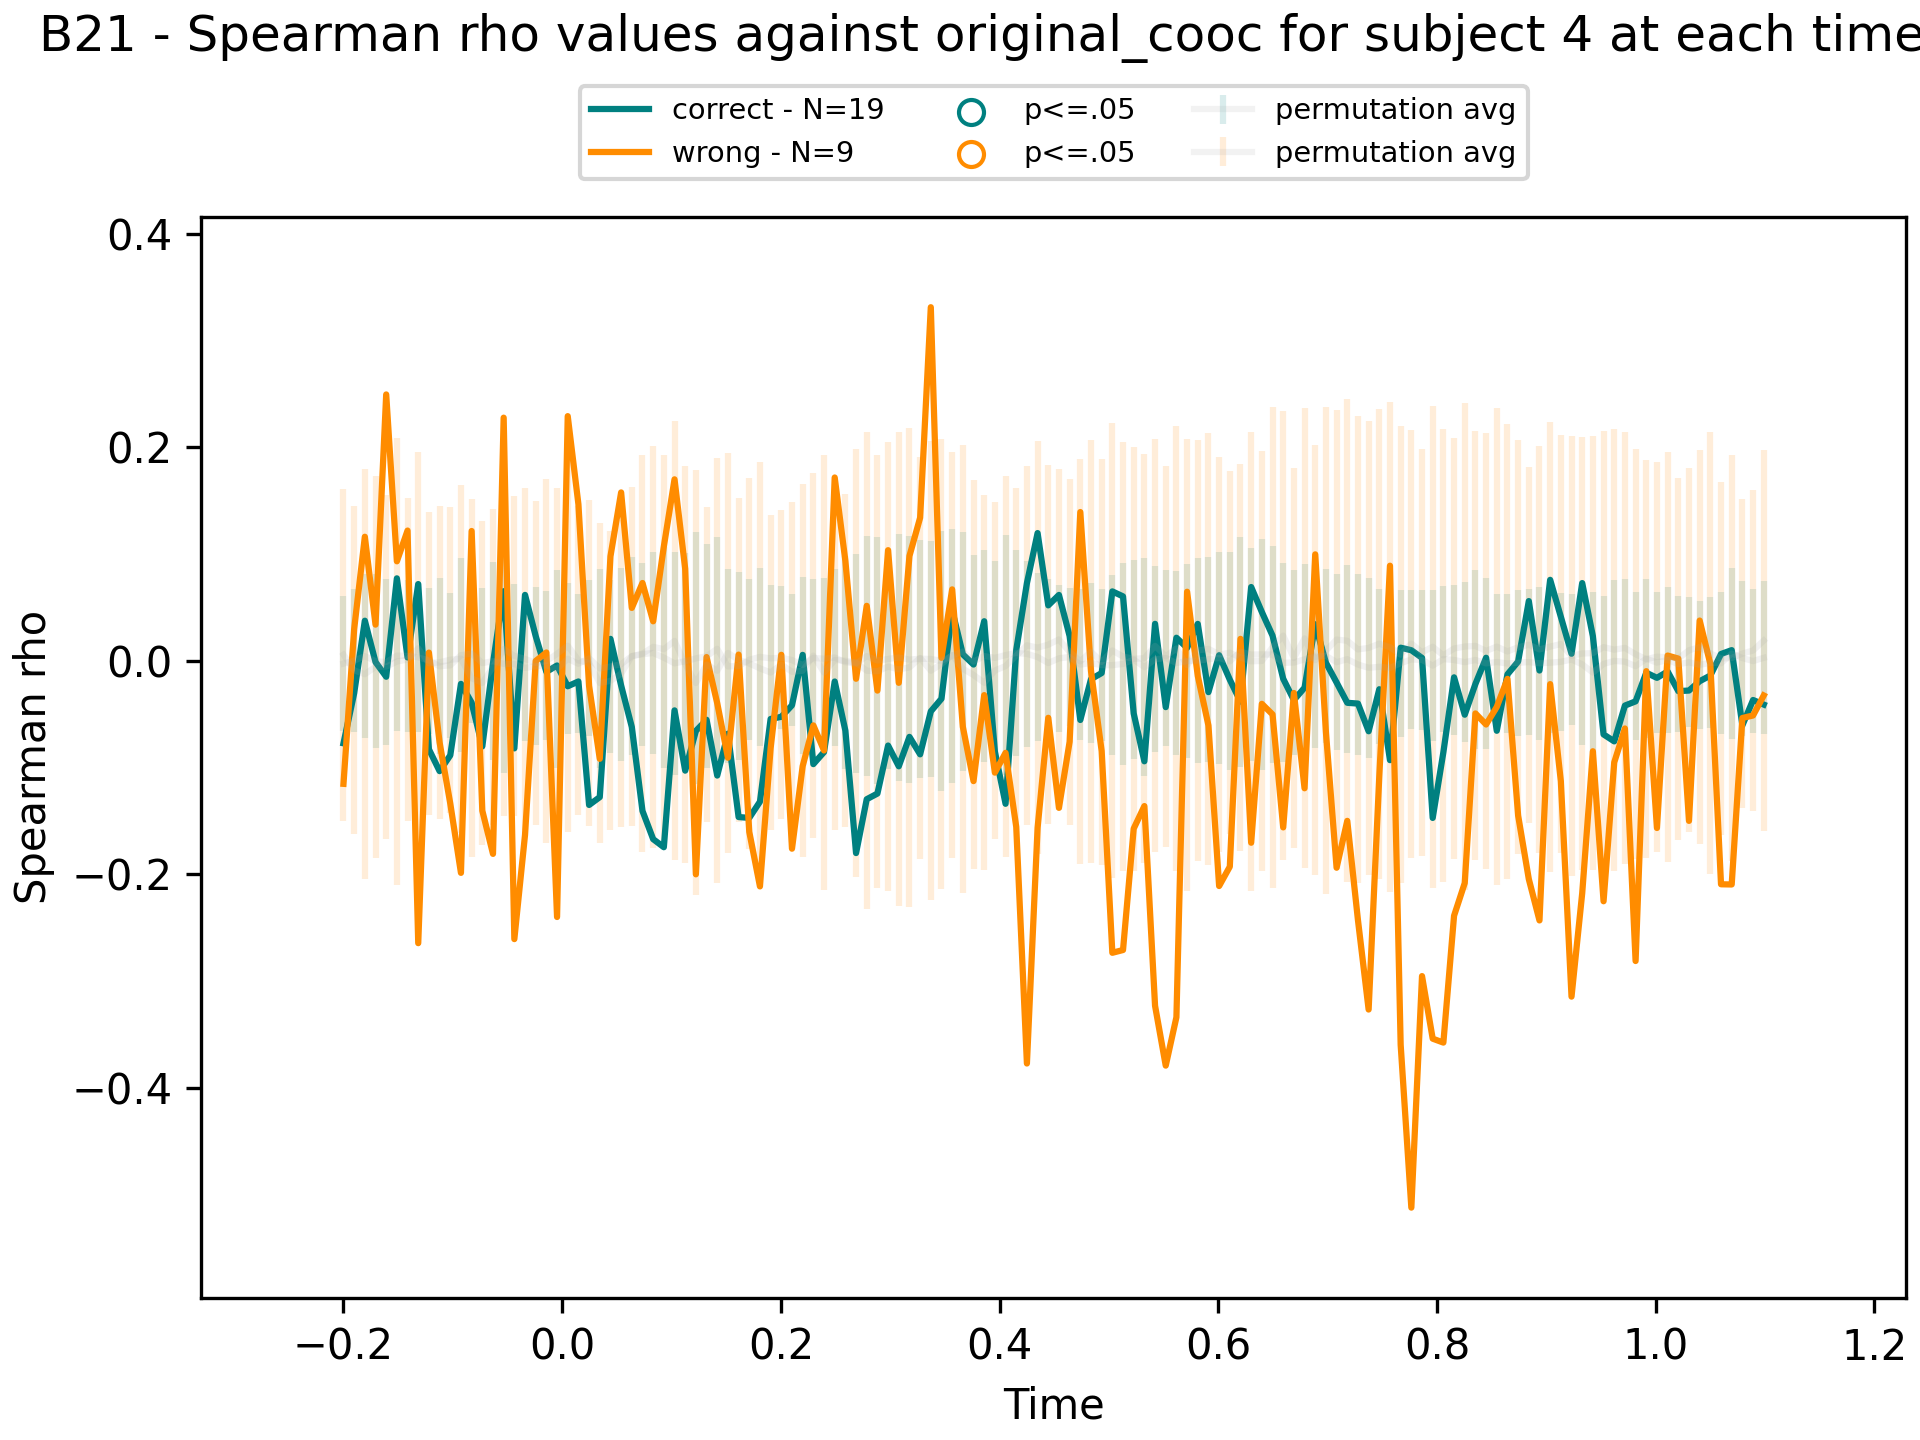 B21 - Spearman rho values against original_cooc for subject 4 at each time
correct - N=19
wrong - N=9
p<=.05
p<=.05
permutation avg
permutation avg
0.4
0.2
0.0
−0.2
−0.4
Spearman rho
−0.2 0.0 0.2 0.4 0.6 0.8 1.0 1.2
Time